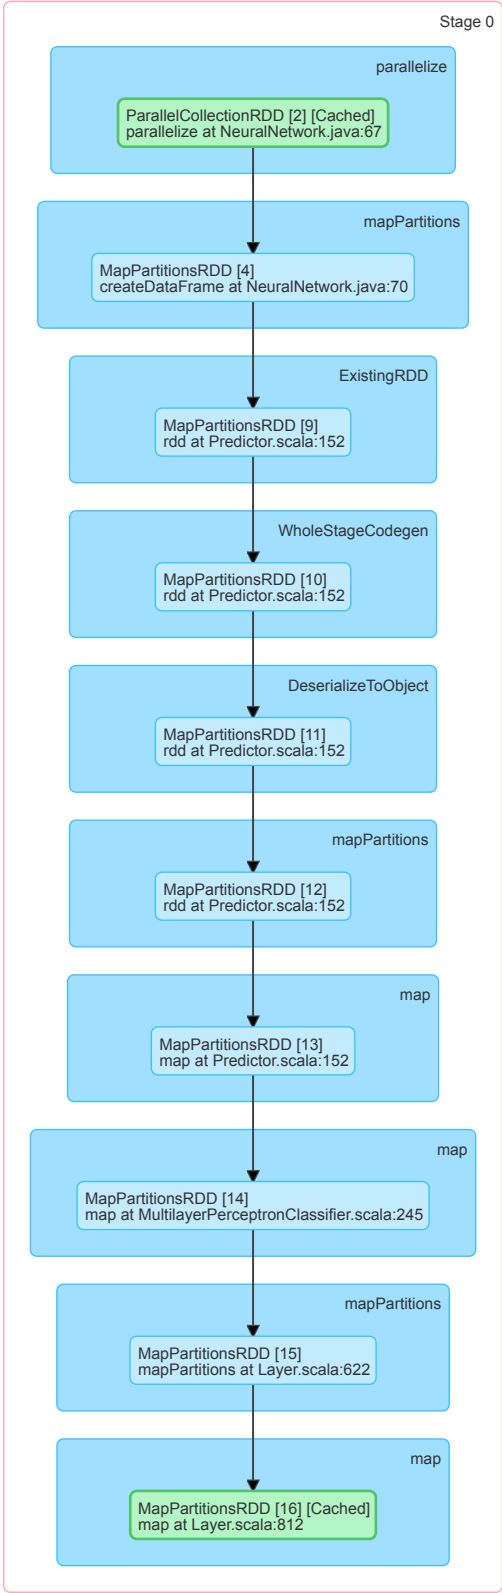 Stage 0
parallelize
ParallelCollectionRDD [2] [Cached]
parallelize at NeuralNetwork.java:67
mapPartitions
MapPartitionsRDD [4]
createDataFrame at NeuralNetwork.java:70
ExistingRDD
MapPartitionsRDD [9]
rdd at Predictor.scala:152
WholeStageCodegen
MapPartitionsRDD [10]
rdd at Predictor.scala:152
DeserializeToObject
MapPartitionsRDD [11]
rdd at Predictor.scala:152
mapPartitions
MapPartitionsRDD [12]
rdd at Predictor.scala:152
map
MapPartitionsRDD [13]
map at Predictor.scala:152
map
MapPartitionsRDD [14]
map at MultilayerPerceptronClassifier.scala:245
mapPartitions
MapPartitionsRDD [15]
mapPartitions at Layer.scala:622
map
MapPartitionsRDD [16] [Cached]
map at Layer.scala:812